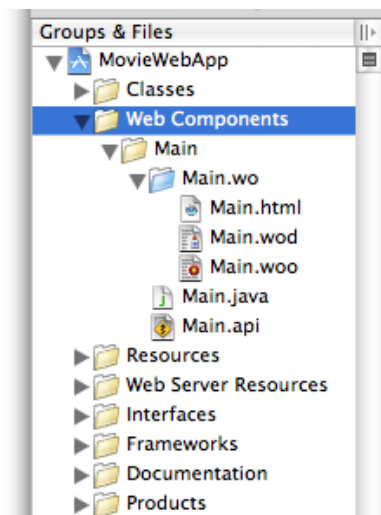 Groups & Files
MovieWebApp
Classes
Web Components
Main
Main.wo
Main.html
Main.wod
Main.woo
Main.java
Main.api
Resources
Web Server Resources
Interfaces
Frameworks
Documentation
Products